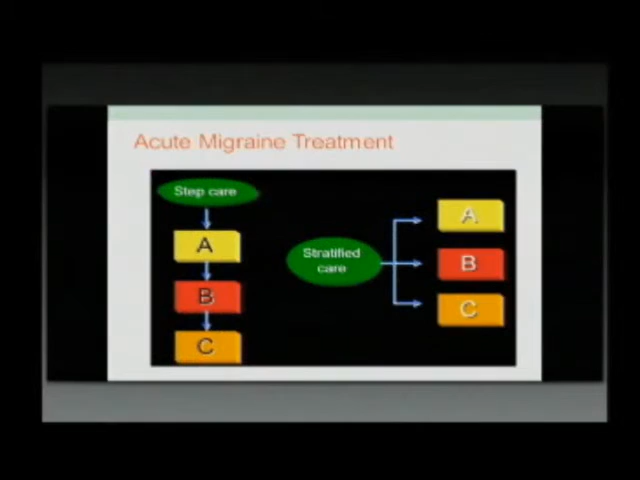 Acute Migraine Treatment
Step care
A
B
C
Stratified
care
A
B
C